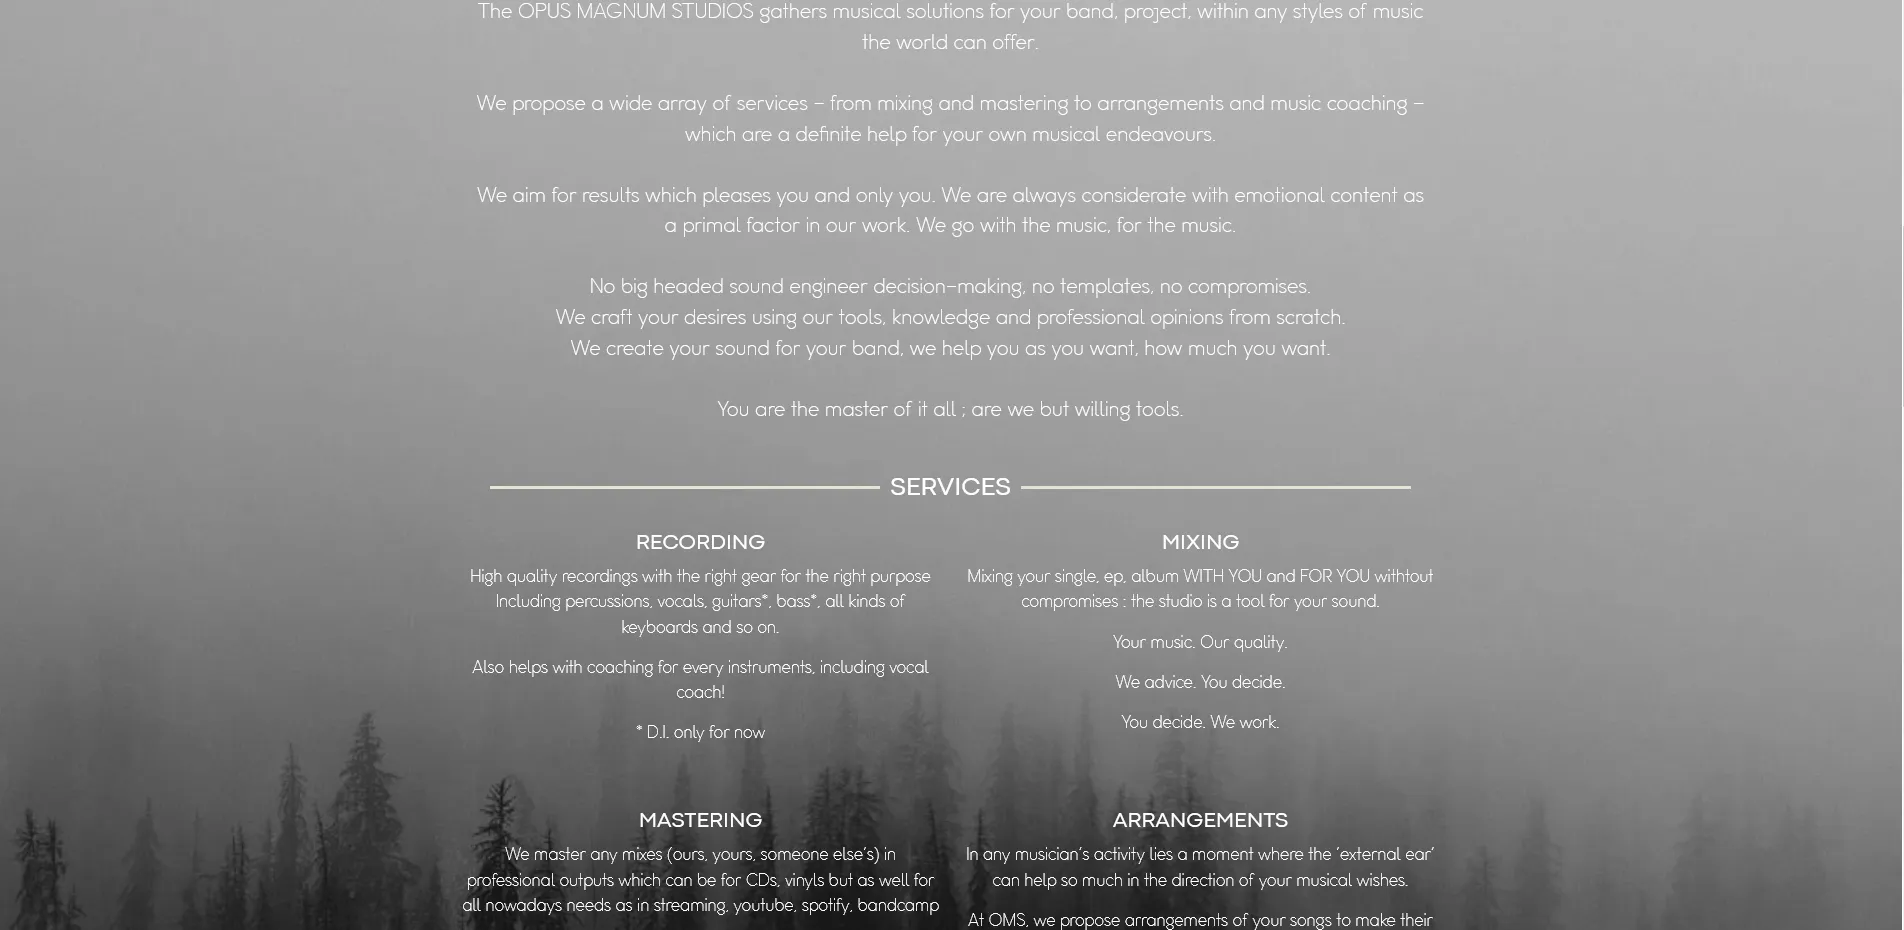 The OPUS MAGNUM STUDIOS gathers musical solutions for your band, project, within any styles of music
the world can offer.
We propose a wide array of services – from mixing and mastering to arrangements and music coaching –
which are a definite help for your own musical endeavours.
We aim for results which pleases you and only you. We are always considerate with emotional content as
a primal factor in our work. We go with the music, for the music.
No big headed sound engineer decision-making, no templates, no compromises.
We craft your desires using our tools, knowledge and professional opinions from scratch.
We create your sound for your band, we help you as you want, how much you want.
You are the master of it all ; are we but willing tools.
SERVICES
RECORDING
High quality recordings with the right gear for the right purpose
Including percussions, vocals, guitars*, bass*, all kinds of
keyboards and so on.
Also helps with coaching for every instruments, including vocal
coach!
* D.I. only for now
MIXING
Mixing your single, ep, album WITH YOU and FOR YOU withtout
compromises : the studio is a tool for your sound.
Your music. Our quality.
We advice. You decide.
You decide. We work.
MASTERING
We master any mixes (ours, yours, someone else's) in
professional outputs which can be for CDs, vinyls but as well for
all nowadays needs as in streaming, youtube, spotify, bandcamp
ARRANGEMENTS
In any musician's activity lies a moment where the 'external ear'
can help so much in the direction of your musical wishes.
At OMS, we propose arrangements of your songs to make their